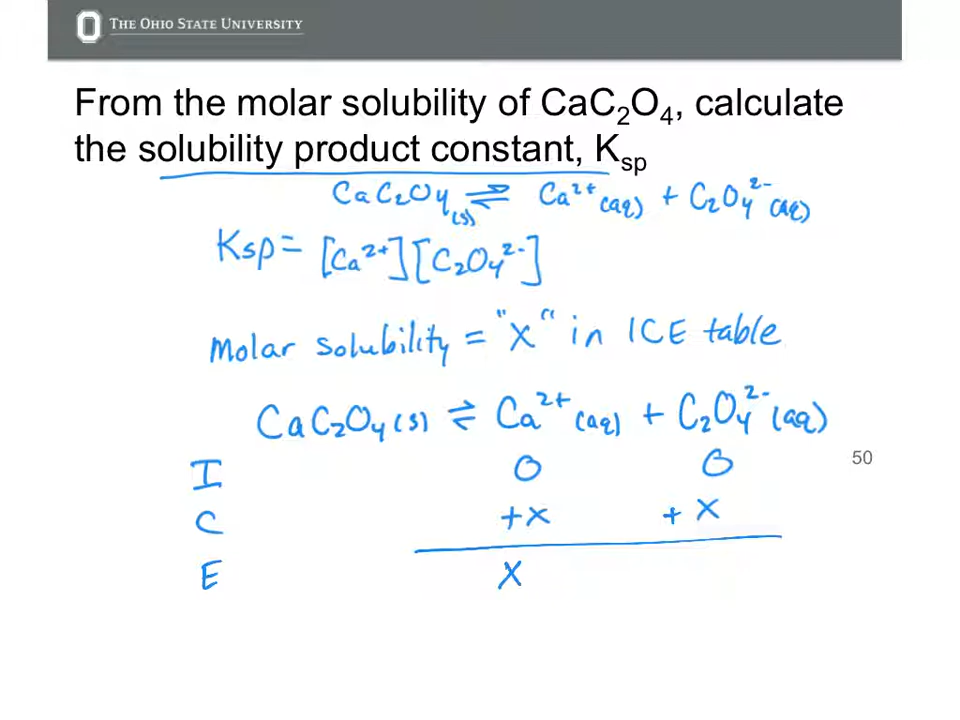 THE OHIO STATE UNIVERSITY
From the molar solubility of CaC₂O₄, calculate
the solubility product constant, Kₛₚ
CaC₂O₄(s) ⇌ Ca²⁺(aq) + C₂O₄²⁻(aq)
Ksp = [Ca²⁺][C₂O₄²⁻]
Molar solubility = "X" in ICE table
CaC₂O₄(s) ⇌ Ca²⁺(aq) + C₂O₄²⁻(aq)
50
I 0 0
C +X + X
E X